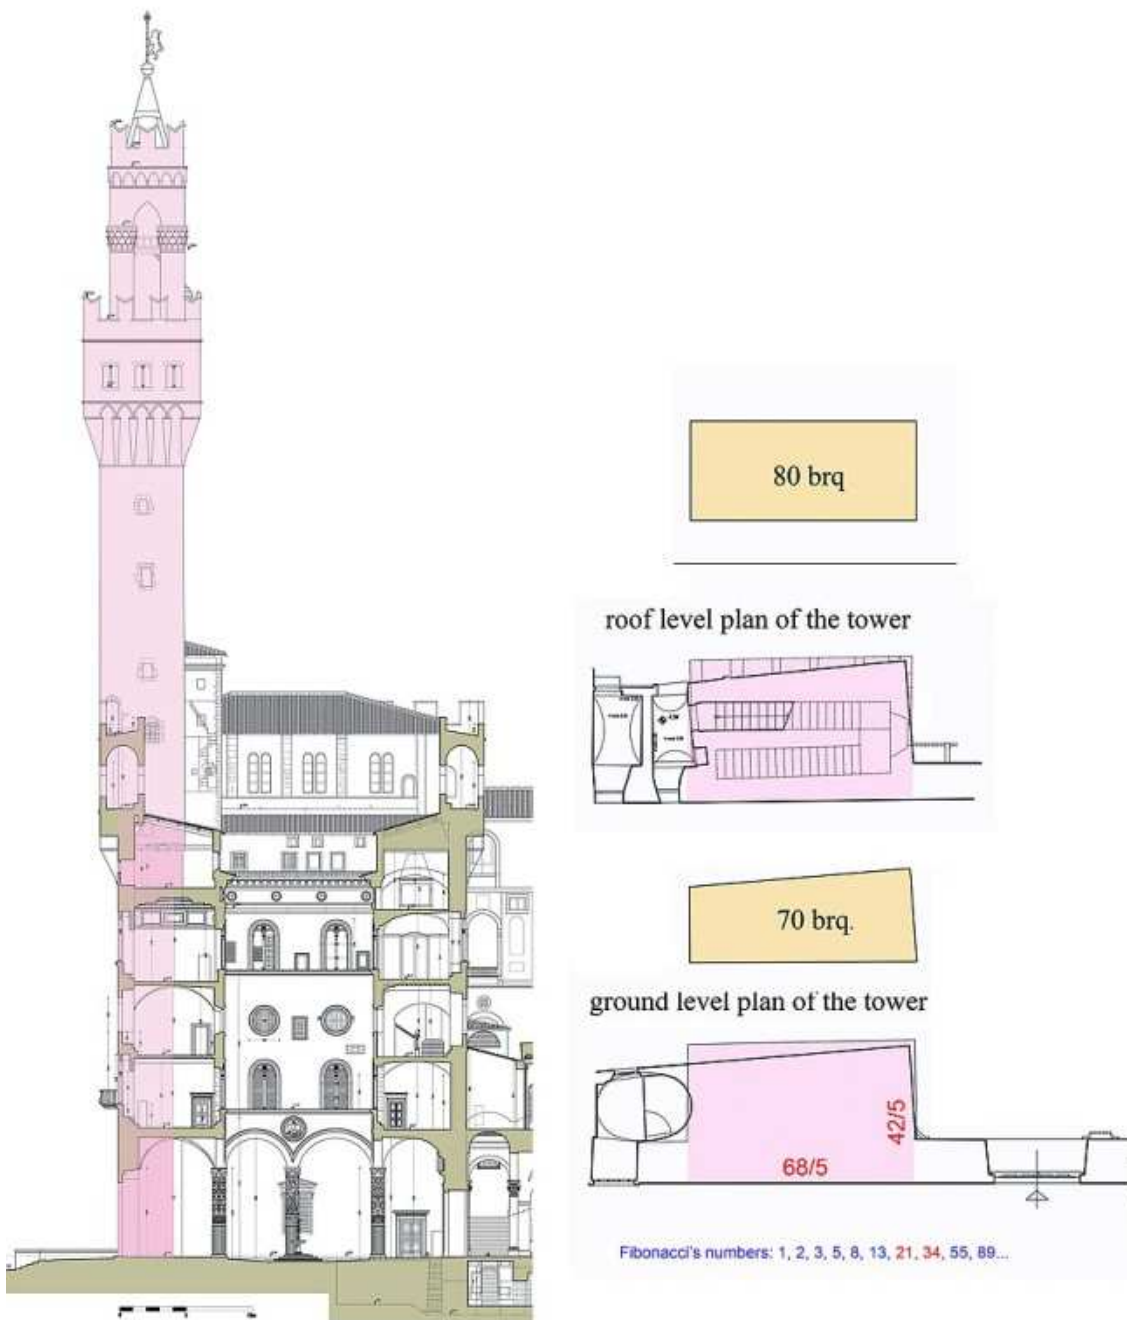 80 brq
roof level plan of the tower
70 brq.
ground level plan of the tower
42/5
68/5
Fibonacci's numbers: 1, 2, 3, 5, 8, 13, 21, 34, 55, 89...